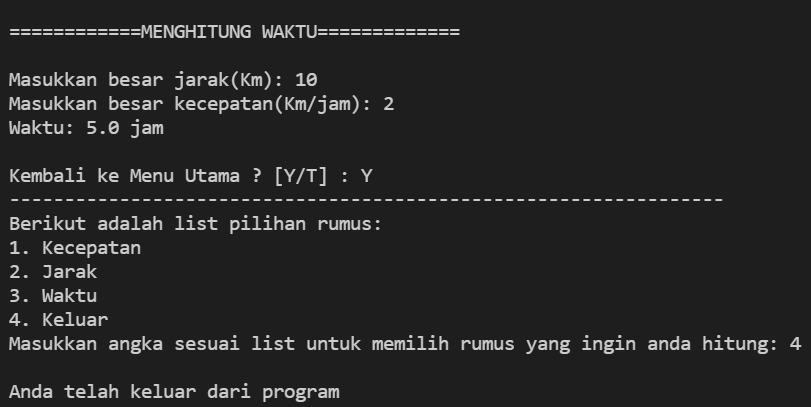 ============MENGHITUNG WAKTU=============
Masukkan besar jarak(Km): 10
Masukkan besar kecepatan(Km/jam): 2
Waktu: 5.0 jam
Kembali ke Menu Utama ? [Y/T] : Y
-----------------------------------------------------------------
Berikut adalah list pilihan rumus:
1. Kecepatan
2. Jarak
3. Waktu
4. Keluar
Masukkan angka sesuai list untuk memilih rumus yang ingin anda hitung: 4
Anda telah keluar dari program